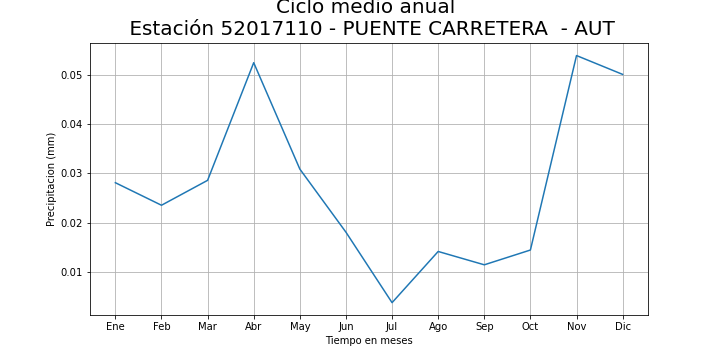 Ciclo medio anual
Estación 52017110 - PUENTE CARRETERA  - AUT
Precipitacion (mm)
0.05
0.04
0.03
0.02
0.01
Ene Feb Mar Abr May Jun Jul Ago Sep Oct Nov Dic
Tiempo en meses